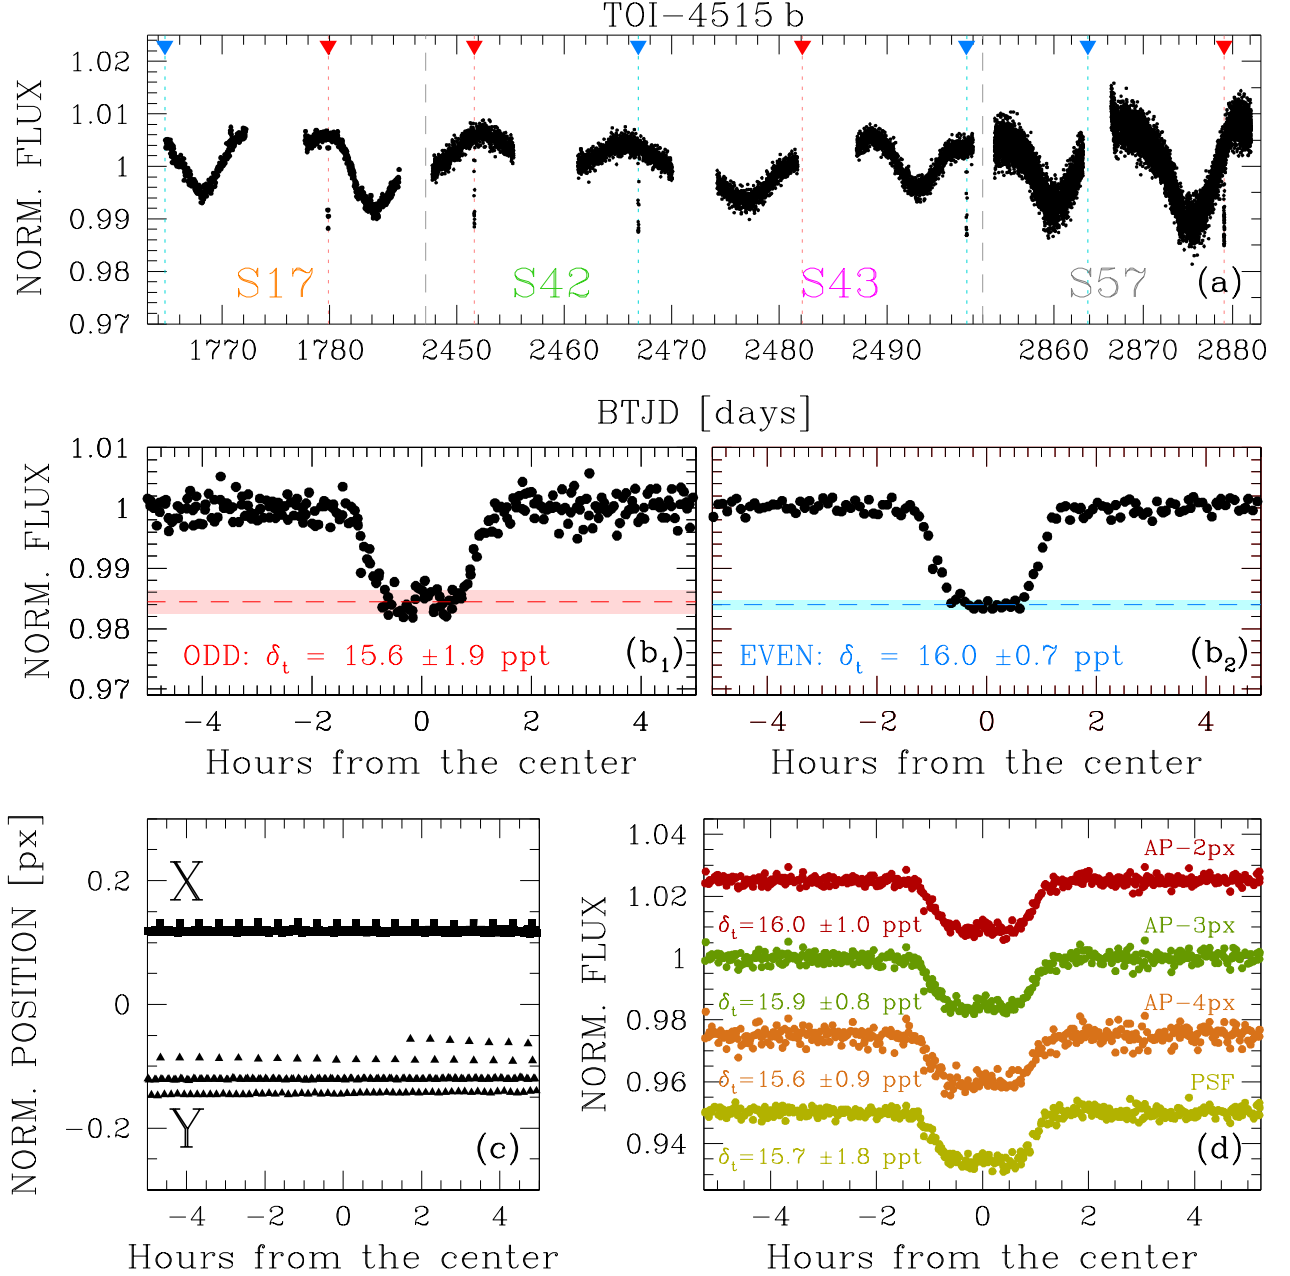 TOI-4515 b
NORM. FLUX
1.02
1.01
1
0.99
0.98
0.97
S17
S42
S43
S57
(a)
1770 1780 2450 2460 2470 2480 2490 2860 2870 2880
BTJD [days]
NORM. FLUX
1.01
1
0.99
0.98
0.97
ODD: δt = 15.6 ±1.9 ppt
(b1)
EVEN: δt = 16.0 ±0.7 ppt
(b2)
−4 −2 0 2 4
−4 −2 0 2 4
Hours from the center
Hours from the center
NORM. POSITION [px]
0.2
0
−0.2
X
Y
(c)
−4 −2 0 2 4
Hours from the center
NORM. FLUX
1.04
1.02
1
0.98
0.96
0.94
AP−2px
δt=16.0 ±1.0 ppt
AP−3px
δt=15.9 ±0.8 ppt
AP−4px
δt=15.6 ±0.9 ppt
PSF
δt=15.7 ±1.8 ppt
(d)
−4 −2 0 2 4
Hours from the center